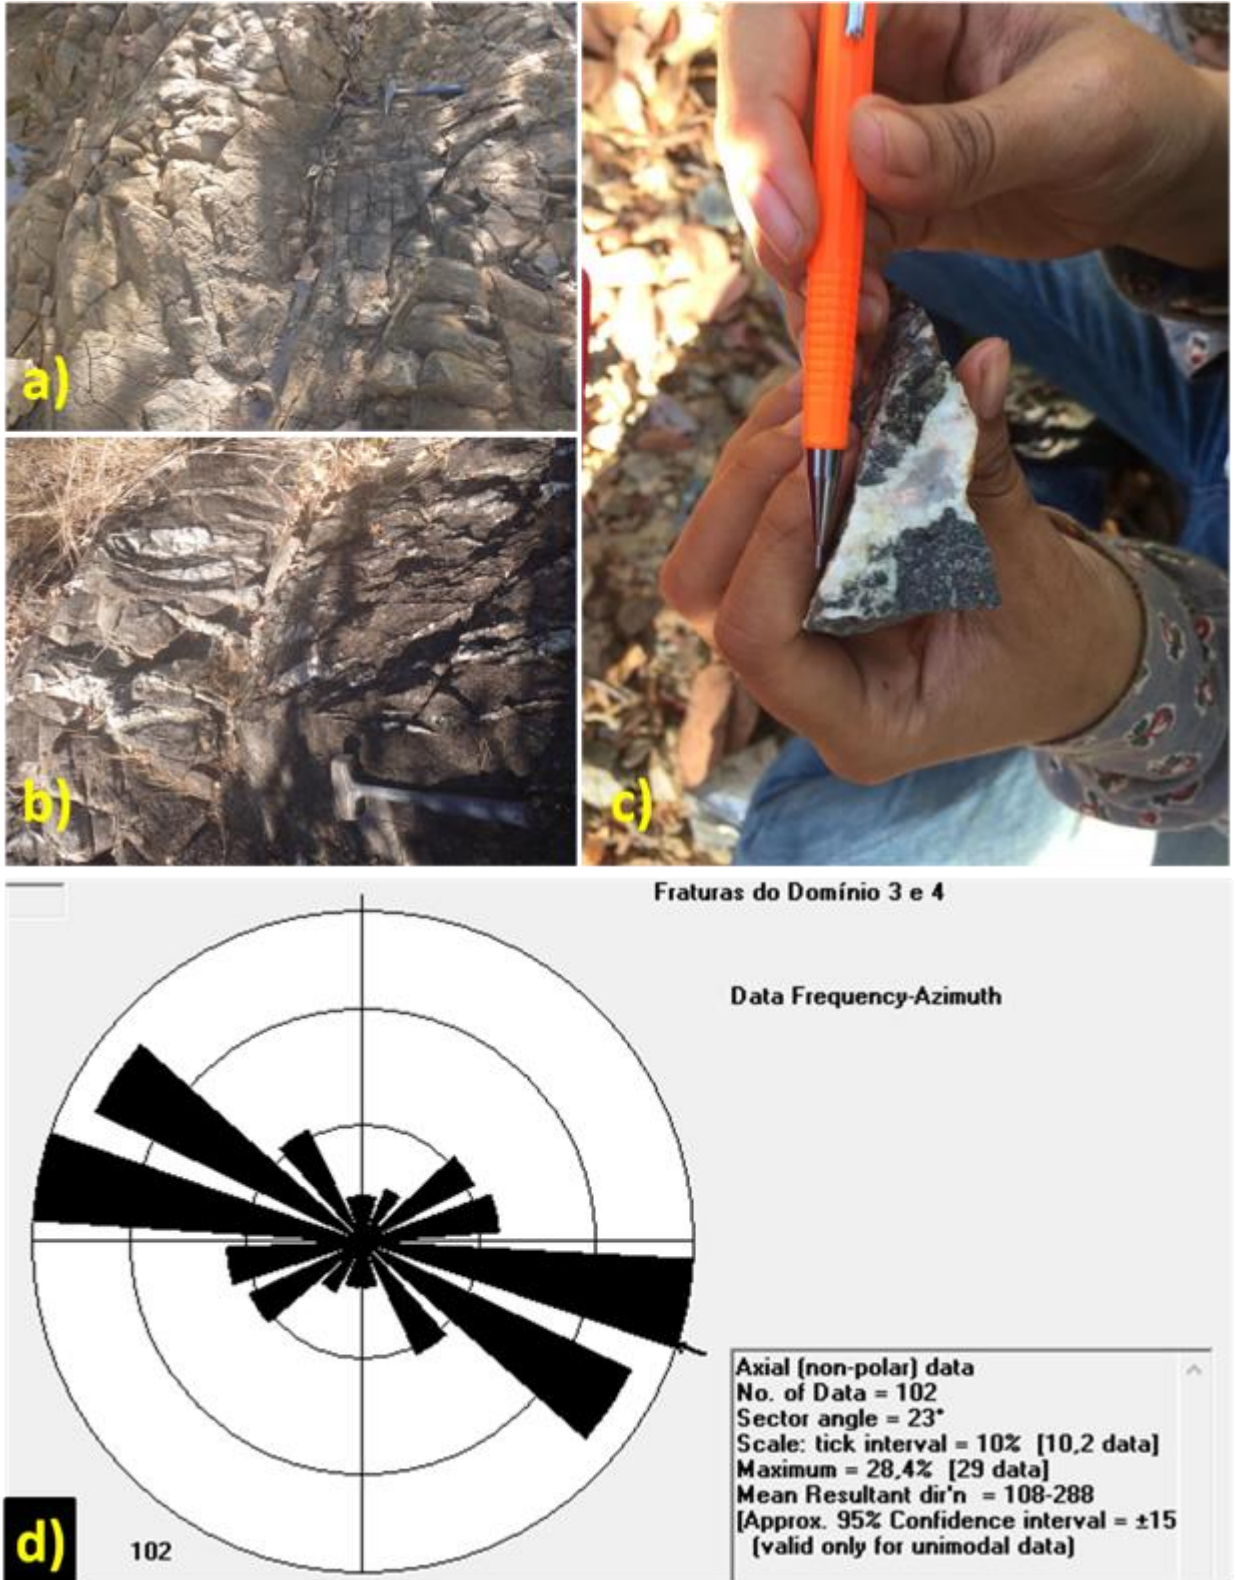 a)
b)
c)
Fraturas do Domínio 3 e 4
Data Frequency-Azimuth
Axial (non-polar) data
No. of Data = 102
Sector angle = 23°
Scale: tick interval = 10% [10,2 data]
Maximum = 28,4% [29 data]
Mean Resultant dir'n = 108-288
[Approx. 95% Confidence interval = ±15
(valid only for unimodal data)
d)
102